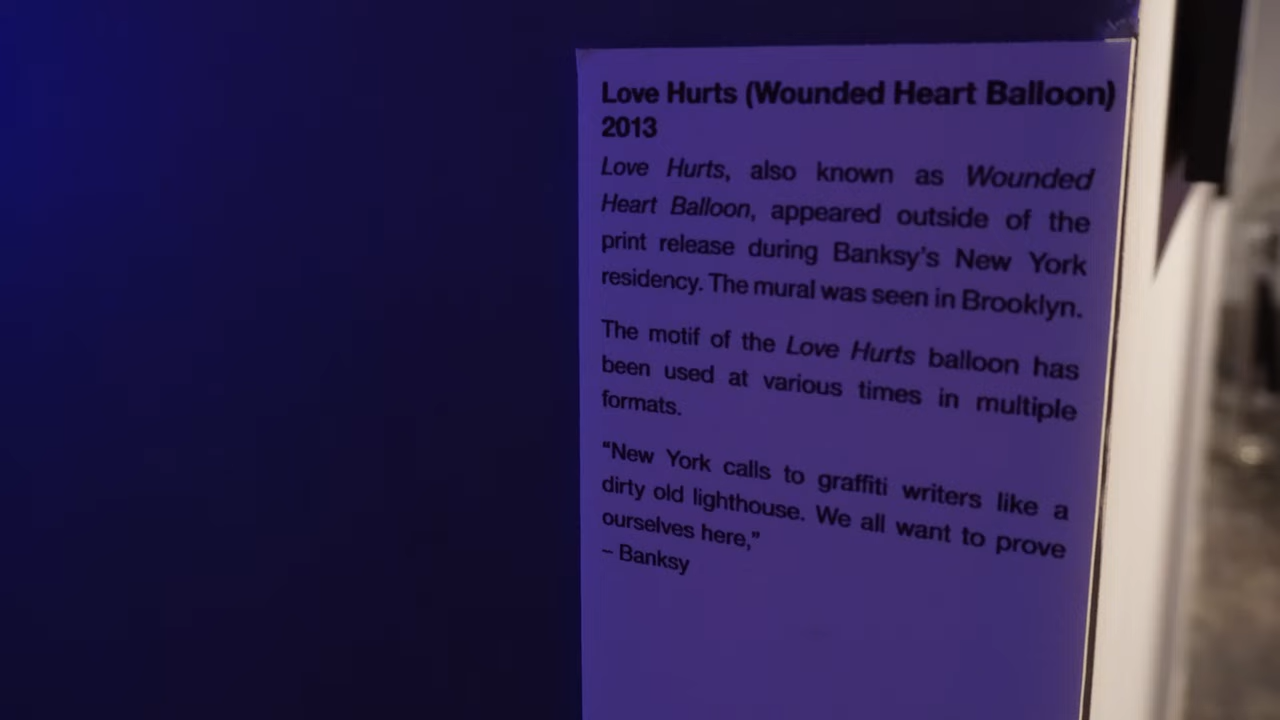 Love Hurts (Wounded Heart Balloon)
2013
Love Hurts, also known as Wounded
Heart Balloon, appeared outside of the
print release during Banksy's New York
residency. The mural was seen in Brooklyn.
The motif of the Love Hurts balloon has
been used at various times in multiple
formats.
“New York calls to graffiti writers like a
dirty old lighthouse. We all want to prove
ourselves here,”
– Banksy